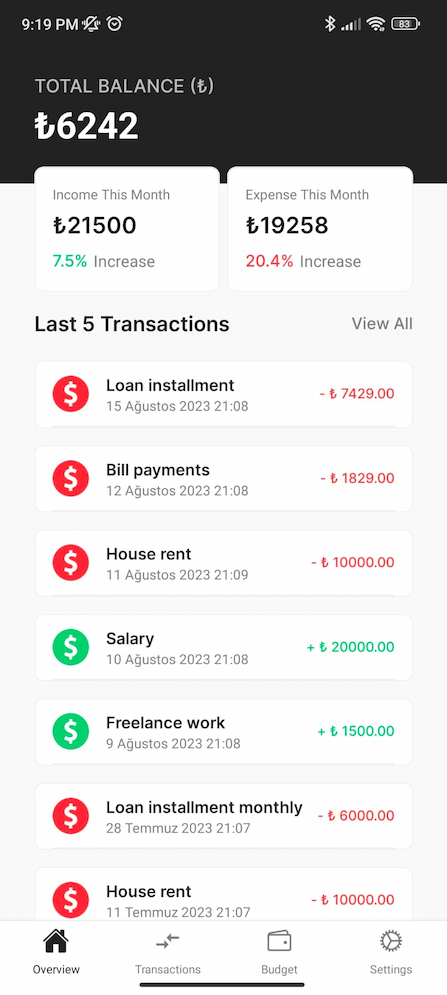 9:19 PM
83
TOTAL BALANCE (₺)
₺6242
Income This Month
₺21500
7.5% Increase
Expense This Month
₺19258
20.4% Increase
Last 5 Transactions
View All
Loan installment
15 Ağustos 2023 21:08
- ₺ 7429.00
Bill payments
12 Ağustos 2023 21:08
- ₺ 1829.00
House rent
11 Ağustos 2023 21:09
- ₺ 10000.00
Salary
10 Ağustos 2023 21:08
+ ₺ 20000.00
Freelance work
9 Ağustos 2023 21:08
+ ₺ 1500.00
Loan installment monthly
28 Temmuz 2023 21:07
- ₺ 6000.00
House rent
11 Temmuz 2023 21:07
- ₺ 10000.00
Overview
Transactions
Budget
Settings